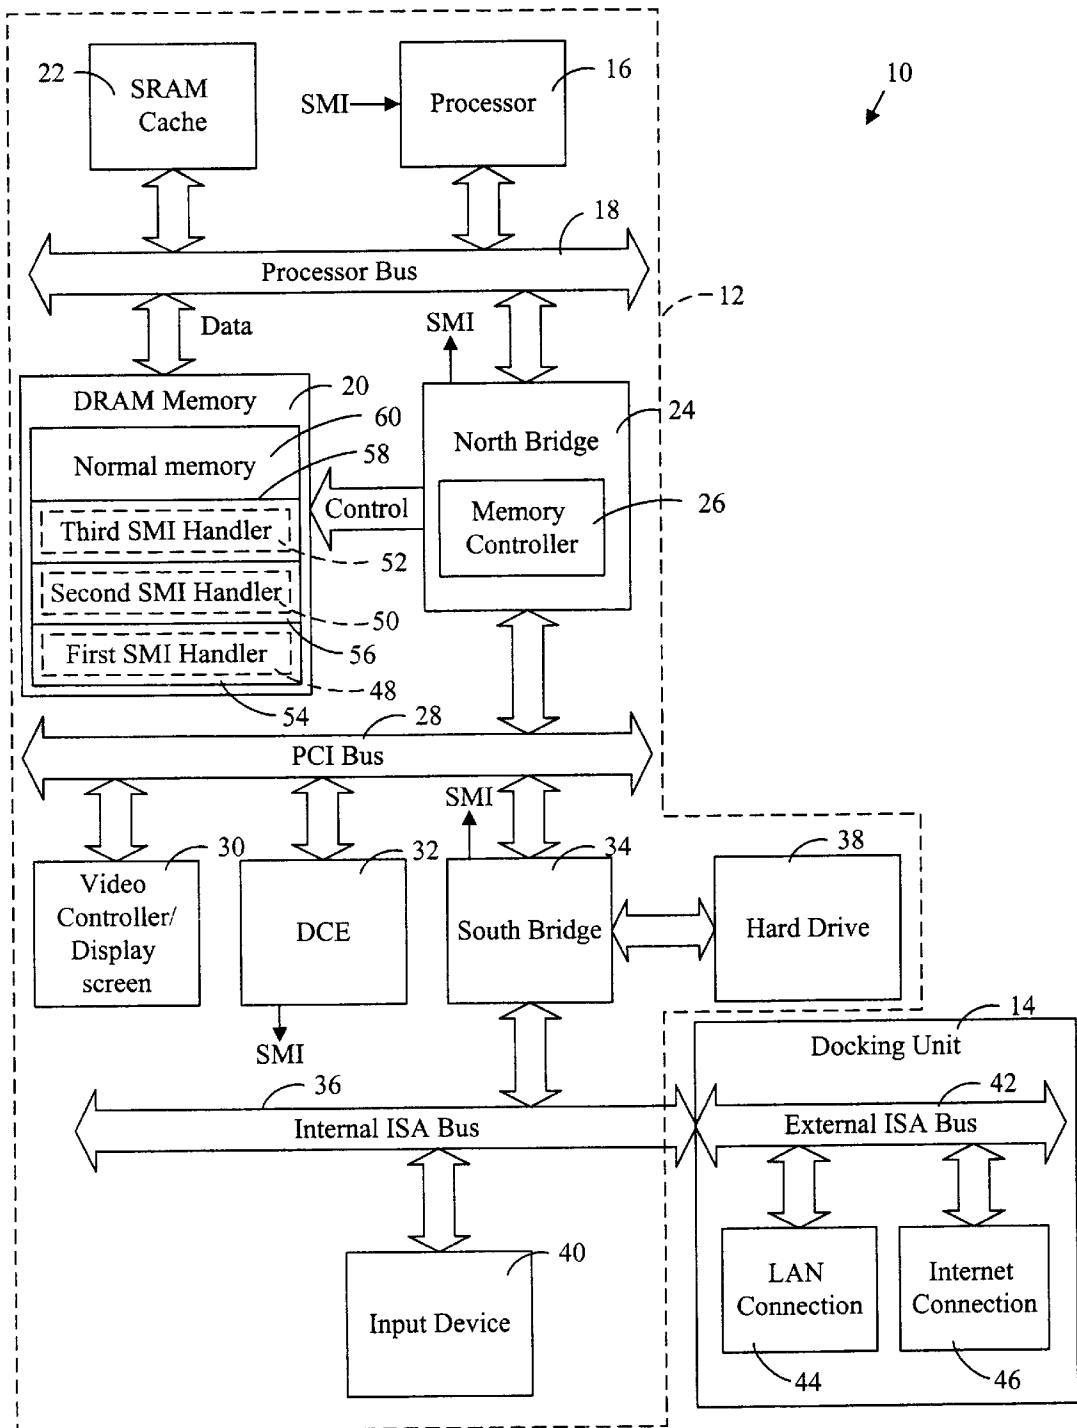 22
SRAM
Cache
SMI
Processor
16
10
18
Processor Bus
12
Data
SMI
DRAM Memory
20
60
Normal memory
58
Third SMI Handler
52
Second SMI Handler
50
56
First SMI Handler
48
54
North Bridge
24
Control
Memory
Controller
26
28
PCI Bus
SMI
30
Video
Controller/
Display
screen
32
DCE
SMI
34
South Bridge
38
Hard Drive
14
Docking Unit
36
Internal ISA Bus
42
External ISA Bus
40
Input Device
LAN
Connection
44
Internet
Connection
46